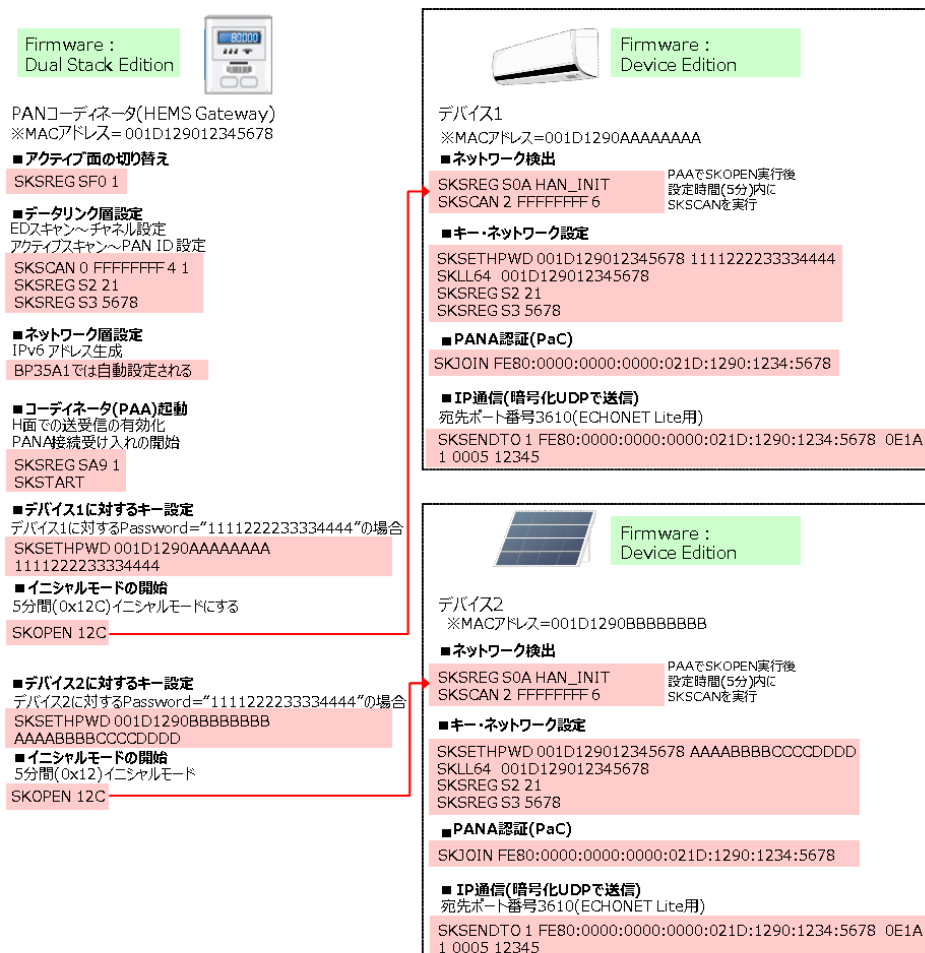 Firmware :
Dual Stack Edition
80.000
PANコーディネータ(HEMS Gateway)
※MACアドレス= 001D129012345678
■アクティブ面の切り替え
SKSREG SF0 1
■データリンク層設定
EDスキャン～チャネル設定
アクティブスキャン～PAN ID 設定
SKSCAN 0 FFFFFFFF 4 1
SKSREG S2 21
SKSREG S3 5678
■ネットワーク層設定
IPv6 アドレス生成
BP35A1では自動設定される
■コーディネータ(PAA)起動
H面での送受信の有効化
PANA接続受け入れの開始
SKSREG SA9 1
SKSTART
■デバイス1に対するキー設定
デバイス1に対するPassword="1111222233334444"の場合
SKSETHPWD 001D1290AAAAAAAA
1111222233334444
■イニシャルモードの開始
5分間(0x12C)イニシャルモードにする
SKOPEN 12C
■デバイス2に対するキー設定
デバイス2に対するPassword="1111222233334444"の場合
SKSETHPWD 001D1290BBBBBBBB
AAAABBBBCCCCDDDD
■イニシャルモードの開始
5分間(0x12)イニシャルモード
SKOPEN 12C
Firmware :
Device Edition
デバイス1
※MACアドレス=001D1290AAAAAAAA
■ネットワーク検出
SKSREG S0A HAN_INIT
SKSCAN 2 FFFFFFFF 6
PAAでSKOPEN実行後
設定時間(5分)内に
SKSCANを実行
■キー・ネットワーク設定
SKSETHPWD 001D129012345678 1111222233334444
SKLL64 001D129012345678
SKSREG S2 21
SKSREG S3 5678
■PANA認証(PaC)
SKJOIN FE80:0000:0000:0000:021D:1290:1234:5678
■IP通信(暗号化UDPで送信)
宛先ポート番号3610(ECHONET Lite用)
SKSENDTO 1 FE80:0000:0000:0000:021D:1290:1234:5678 0E1A
1 0005 12345
Firmware :
Device Edition
デバイス2
※MACアドレス=001D1290BBBBBBBB
■ネットワーク検出
SKSREG S0A HAN_INIT
SKSCAN 2 FFFFFFFF 6
PAAでSKOPEN実行後
設定時間(5分)内に
SKSCANを実行
■キー・ネットワーク設定
SKSETHPWD 001D129012345678 AAAABBBBCCCCDDDD
SKLL64 001D129012345678
SKSREG S2 21
SKSREG S3 5678
■PANA認証(PaC)
SKJOIN FE80:0000:0000:0000:021D:1290:1234:5678
■ IP通信(暗号化UDPで送信)
宛先ポート番号3610(ECHONET Lite用)
SKSENDTO 1 FE80:0000:0000:0000:021D:1290:1234:5678 0E1A
1 0005 12345